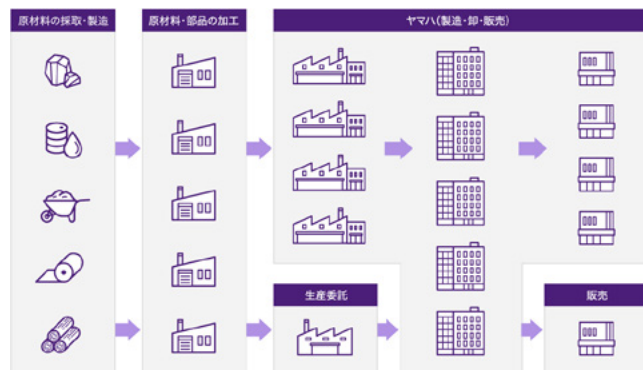 原材料の採取・製造
原材料・部品の加工
ヤマハ(製造・卸・販売)
生産委託
販売